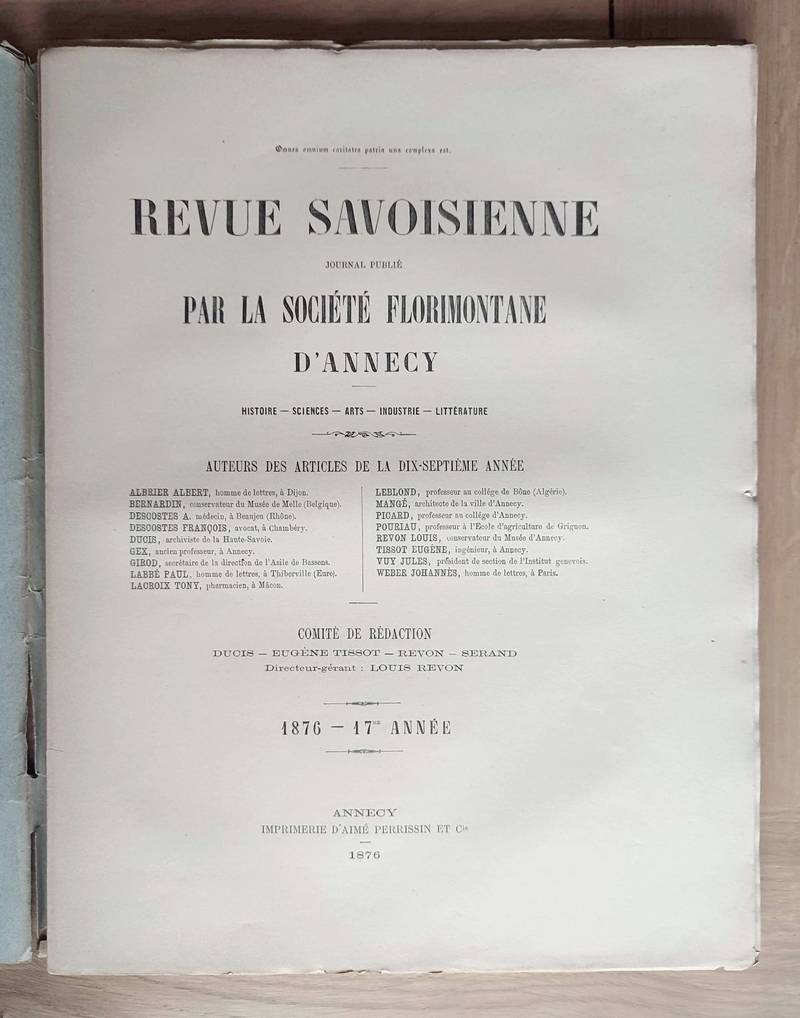 Omnes omnium caritates patria una complexa est.
REVUE SAVOISIENNE
JOURNAL PUBLIÉ
PAR LA SOCIÉTÉ FLORIMONTANE
D'ANNECY
HISTOIRE — SCIENCES — ARTS — INDUSTRIE — LITTÉRATURE
AUTEURS DES ARTICLES DE LA DIX-SEPTIÈME ANNÉE
ALBRIER ALBERT, homme de lettres, à Dijon.
BERNARDIN, conservateur du Musée de Melle (Belgique).
DESCOSTES A. médecin, à Beaujeu (Rhône).
DESCOSTES FRANÇOIS, avocat, à Chambéry.
DUCIS, archiviste de la Haute-Savoie.
GEX, ancien professeur, à Annecy.
GIROD, secrétaire de la direction de l'Asile de Bassens.
LABBÉ PAUL, homme de lettres, à Thiberville (Eure).
LACROIX TONY, pharmacien, à Mâcon.
LEBLOND, professeur au collége de Bône (Algérie).
MANGÉ, architecte de la ville d'Annecy.
PICARD, professeur au collége d'Annecy.
POURIAU, professeur à l'Ecole d'agriculture de Grignon.
REVON LOUIS, conservateur du Musée d'Annecy.
TISSOT EUGÈNE, ingénieur, à Annecy.
VUY JULES, président de section de l'Institut genevois.
WEBER JOHANNÈS, homme de lettres, à Paris.
COMITÉ DE RÉDACTION
DUCIS — EUGÈNE TISSOT — REVON — SERAND
Directeur-gérant : LOUIS REVON
1876 — 17me ANNÉE
ANNECY
IMPRIMERIE D'AIMÉ PERRISSIN ET Cie
1876